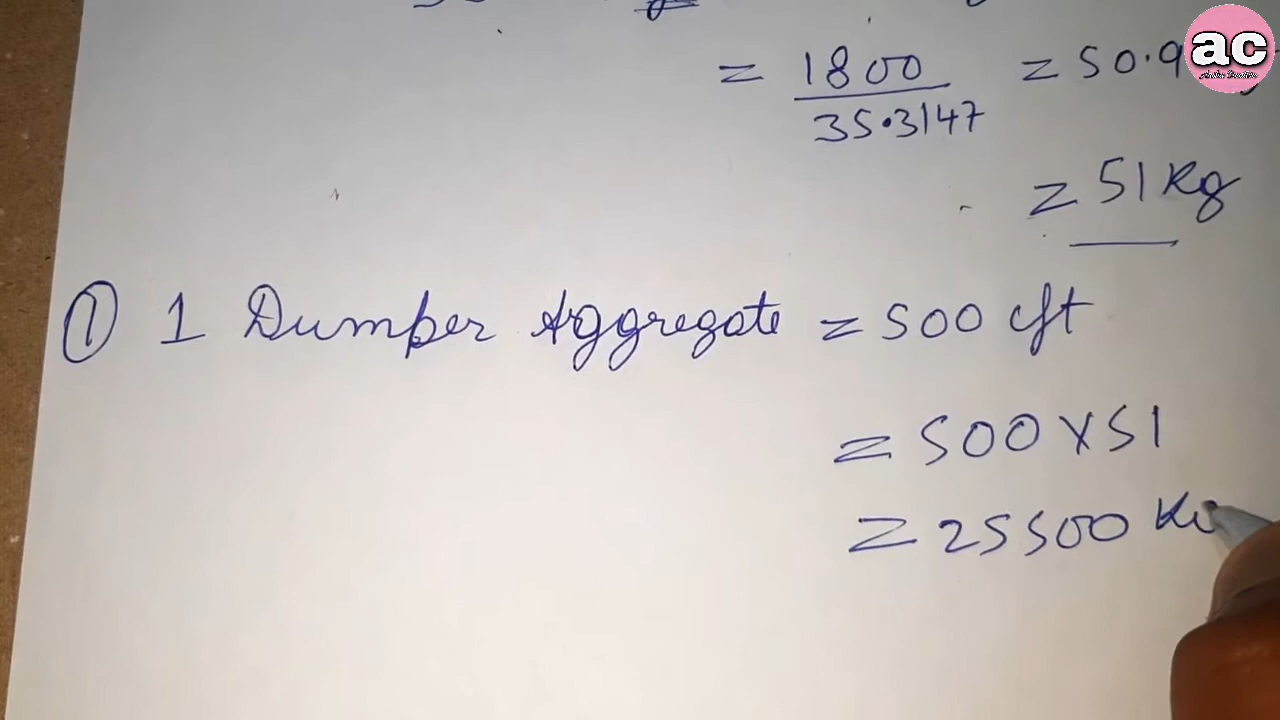 ac
= 1800 / 35.3147 = 50.9
= 51 Kg
① 1 Dumper Aggregate = 500 cft
= 500 X 51
= 25500 K